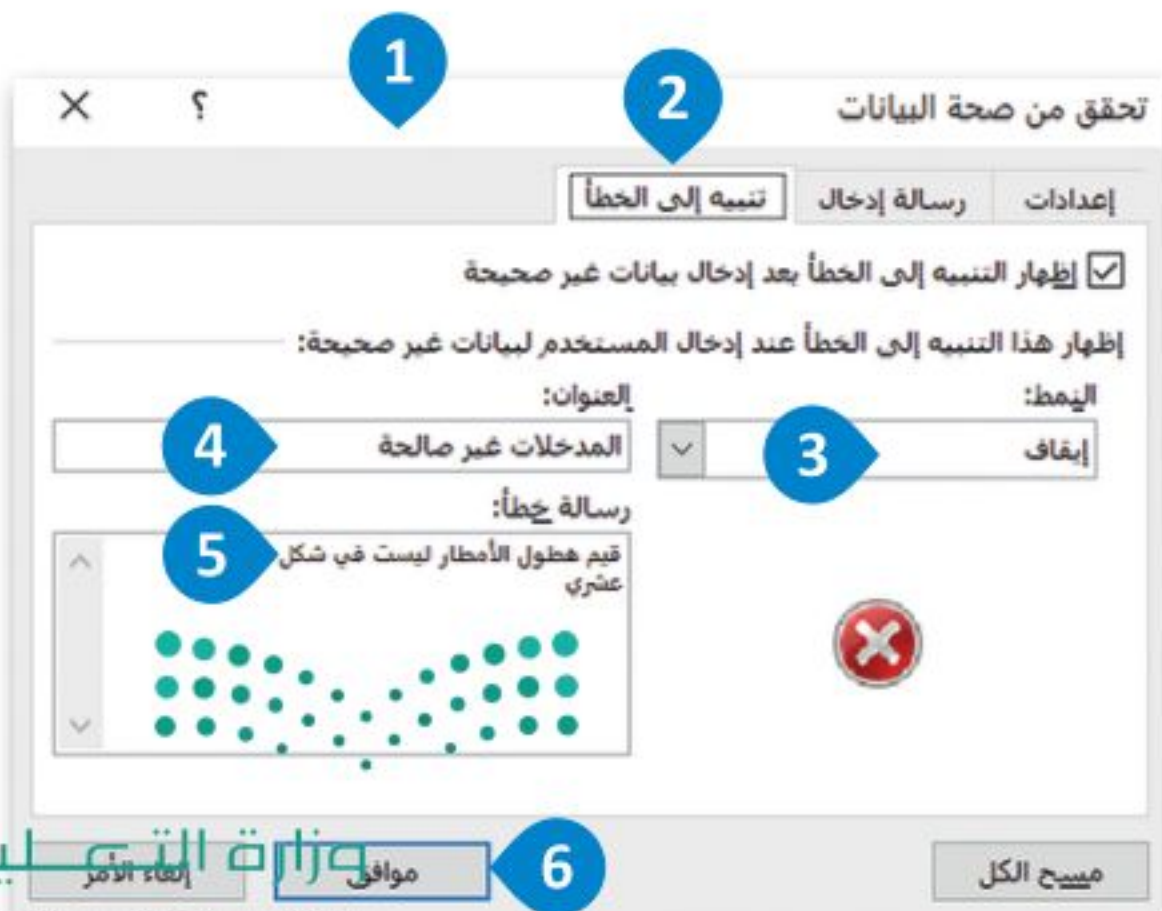 1
2
تحقق من صحة البيانات
؟
إعدادات
رسالة إدخال
تنبيه إلى الخطأ
إظهار التنبيه إلى الخطأ بعد إدخال بيانات غير صحيحة
إظهار هذا التنبيه إلى الخطأ عند إدخال المستخدم لبيانات غير صحيحة:
النمط:
العنوان:
إيقاف
3
المدخلات غير صالحة
4
رسالة خطأ:
قيم هطول الأمطار ليست في شكل
عشري
5
مسح الكل
6
موافق
إلغاء الأمر
وزارة